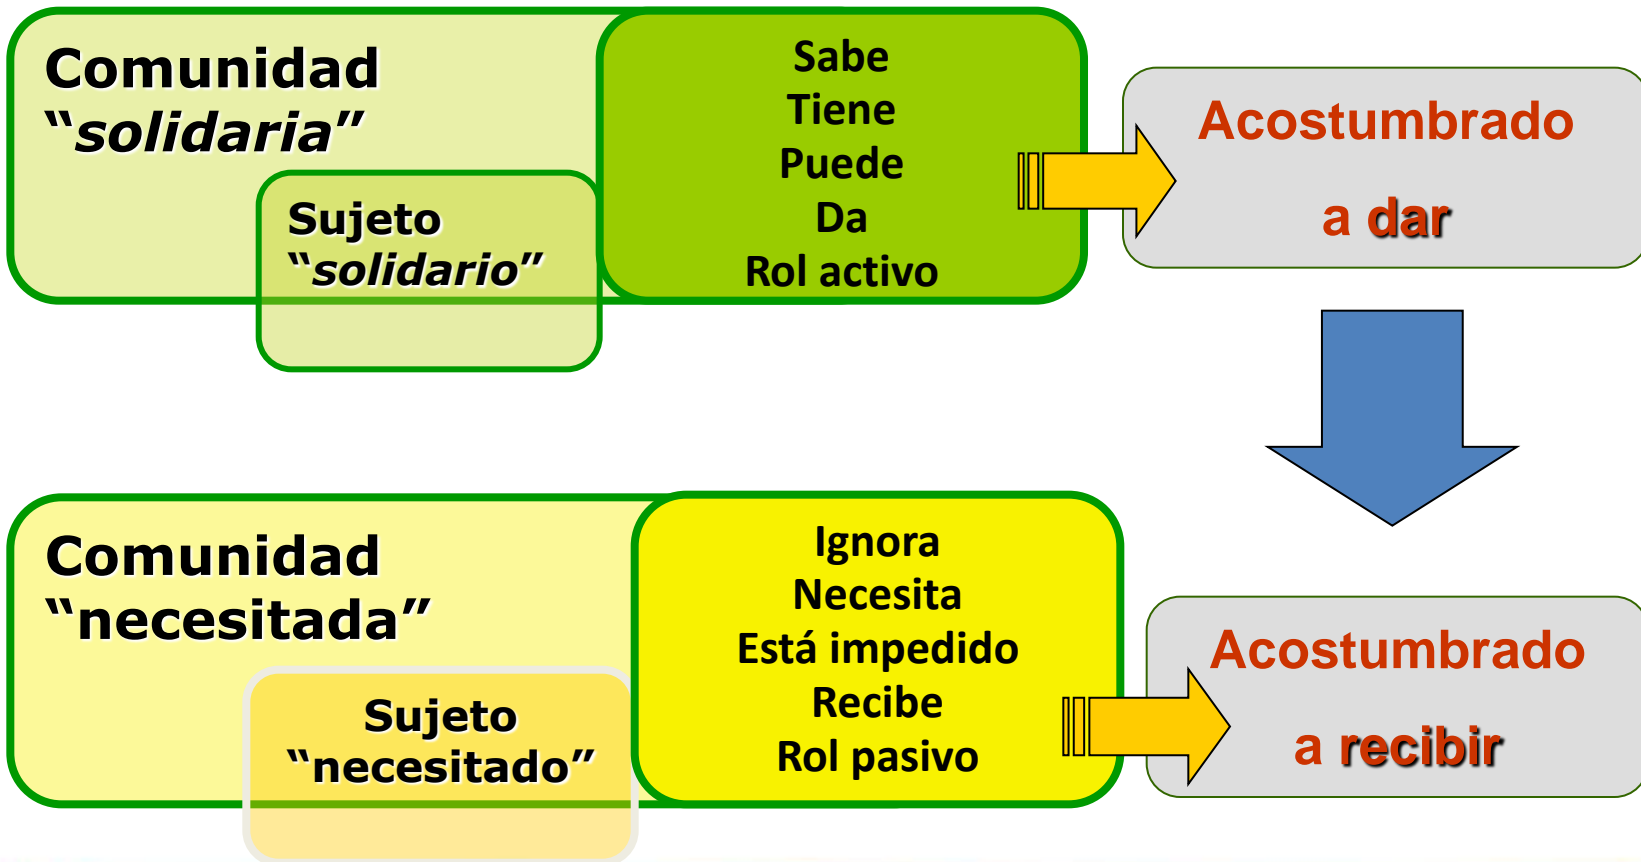 Comunidad
“solidaria”
Sujeto
“solidario”
Sabe
Tiene
Puede
Da
Rol activo
Acostumbrado
a dar
Comunidad
“necesitada”
Sujeto
“necesitado”
Ignora
Necesita
Está impedido
Recibe
Rol pasivo
Acostumbrado
a recibir